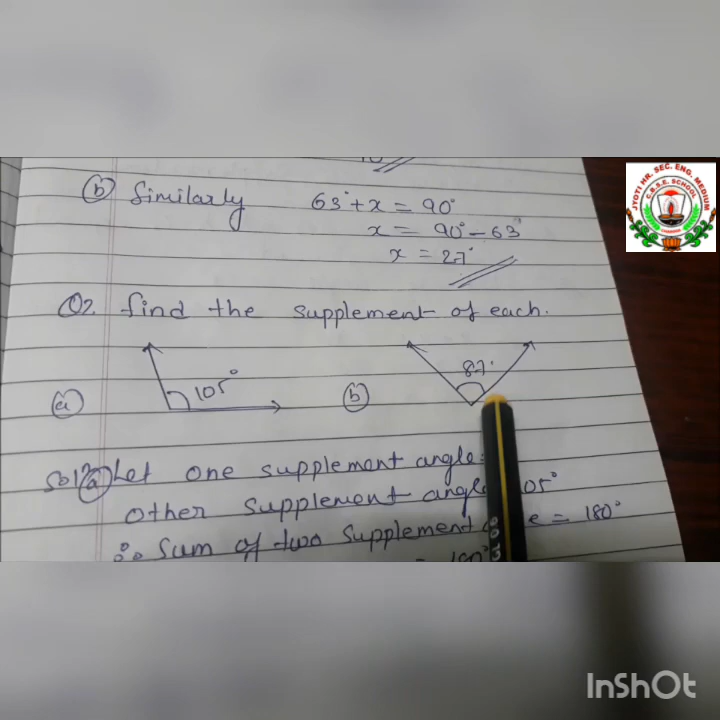 (b) Similarly 63°+x = 90°
x = 90°-63°
x = 27°
Q2. find the supplement of each.
(a) 105° (b) 87°
Soln (a) Let one supplement angle =
Other supplement angle 105°
∴ Sum of two supplement e = 180°
JYOTI HR. SEC. ENG. MEDIUM
C.B.S.E. SCHOOL
InShOt